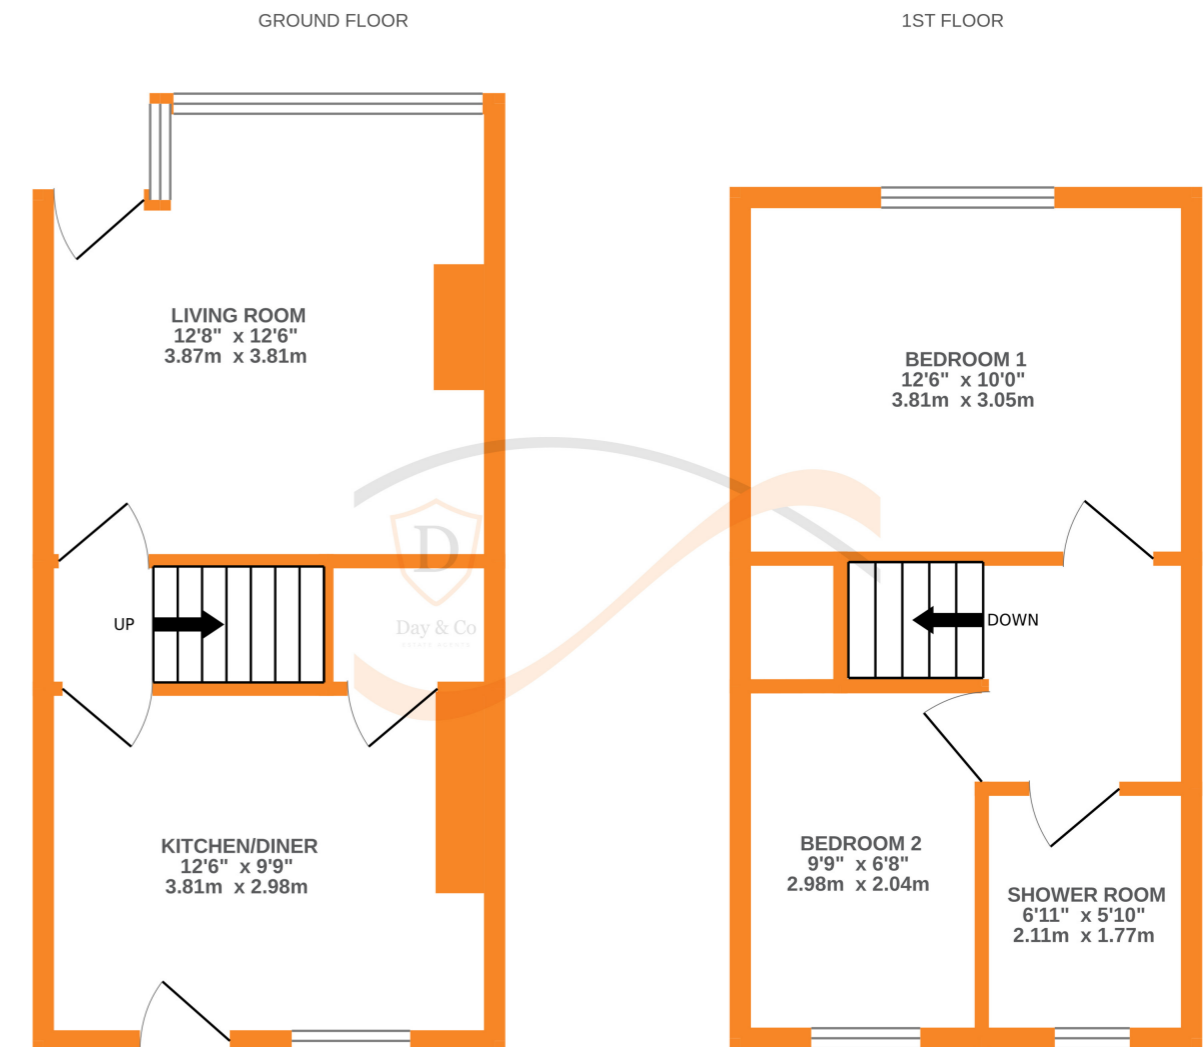 GROUND FLOOR
1ST FLOOR
LIVING ROOM
12'8" x 12'6"
3.87m x 3.81m
BEDROOM 1
12'6" x 10'0"
3.81m x 3.05m
D
Day & Co
ESTATE AGENTS
UP
DOWN
KITCHEN/DINER
12'6" x 9'9"
3.81m x 2.98m
BEDROOM 2
9'9" x 6'8"
2.98m x 2.04m
SHOWER ROOM
6'11" x 5'10"
2.11m x 1.77m